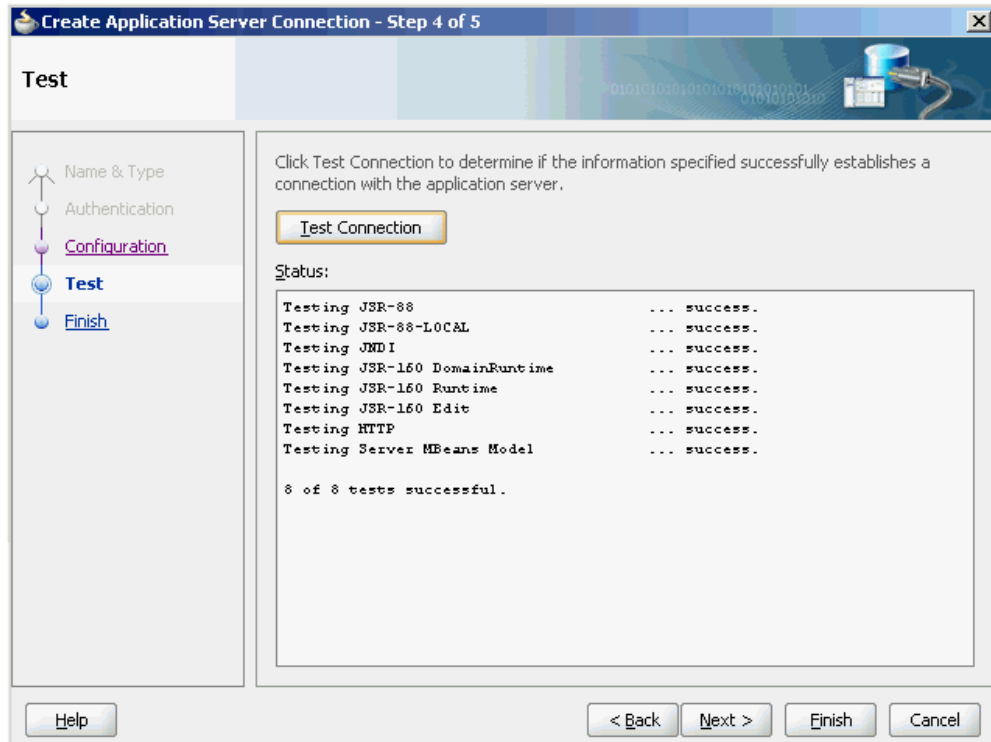 Create Application Server Connection - Step 4 of 5
Test
Name & Type
Authentication
Configuration
Test
Finish
Click Test Connection to determine if the information specified successfully establishes a
connection with the application server.
Test Connection
Status:
Testing JSR-88 ... success.
Testing JSR-88-LOCAL ... success.
Testing JNDI ... success.
Testing JSR-160 DomainRuntime ... success.
Testing JSR-160 Runtime ... success.
Testing JSR-160 Edit ... success.
Testing HTTP ... success.
Testing Server MBeans Model ... success.
8 of 8 tests successful.
Help
< Back
Next >
Finish
Cancel